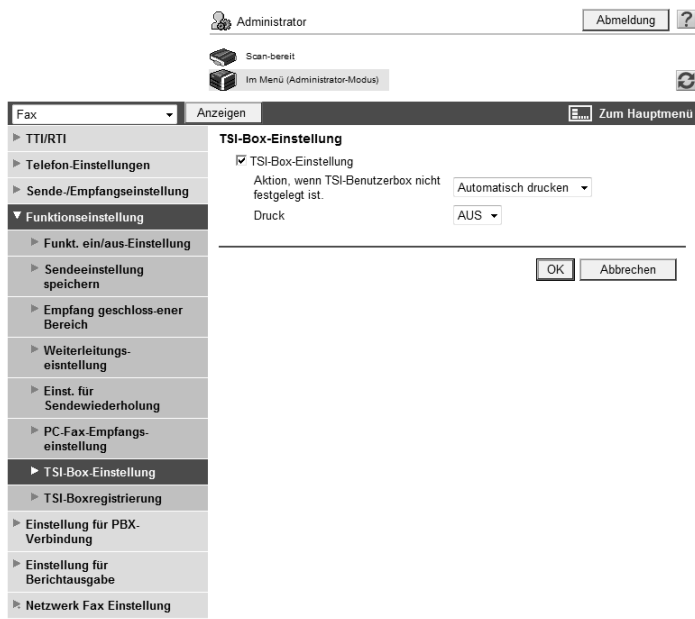 Administrator
Abmeldung
?
Scan-bereit
Im Menü (Administrator-Modus)
Fax
Anzeigen
Zum Hauptmenü
TTI/RTI
Telefon-Einstellungen
Sende-/Empfangseinstellung
Funktionseinstellung
Funkt. ein/aus-Einstellung
Sendeeinstellung
speichern
Empfang geschloss-ener
Bereich
Weiterleitungs-
eisntellung
Einst. für
Sendewiederholung
PC-Fax-Empfangs-
einstellung
TSI-Box-Einstellung
TSI-Boxregistrierung
Einstellung für PBX-
Verbindung
Einstellung für
Berichtausgabe
Netzwerk Fax Einstellung
TSI-Box-Einstellung
TSI-Box-Einstellung
Aktion, wenn TSI-Benutzerbox nicht
festgelegt ist.
Automatisch drucken
Druck
AUS
OK
Abbrechen